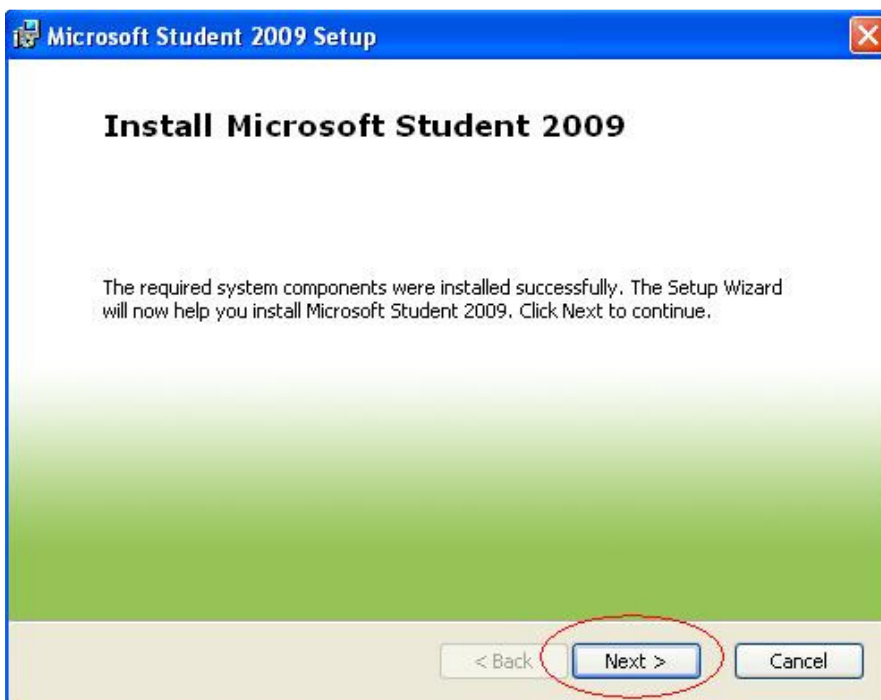 Microsoft Student 2009 Setup
Install Microsoft Student 2009
The required system components were installed successfully. The Setup Wizard
will now help you install Microsoft Student 2009. Click Next to continue.
< Back Next > Cancel